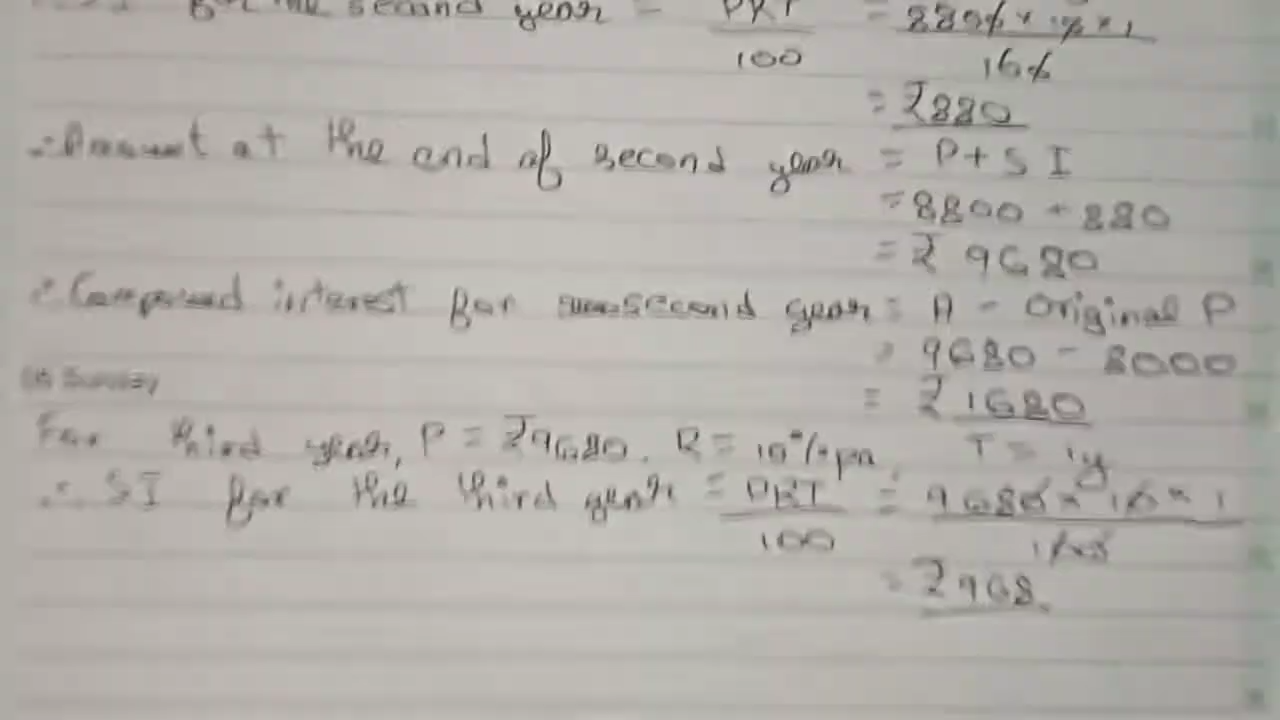 for the second year = PRT/100 = 8800 × 10 × 1/100
= ₹880
∴ Amount at the end of second year = P + S I
= 8800 + 880
= ₹ 9680
∴ Compound interest for second year = A - Original P
= 9680 - 8000
= ₹ 1680
For third year, P = ₹9680. R = 10% pa, T = 1y
∴ SI for the third year = PRT/100 = 9680 × 10 × 1/100
= ₹968.